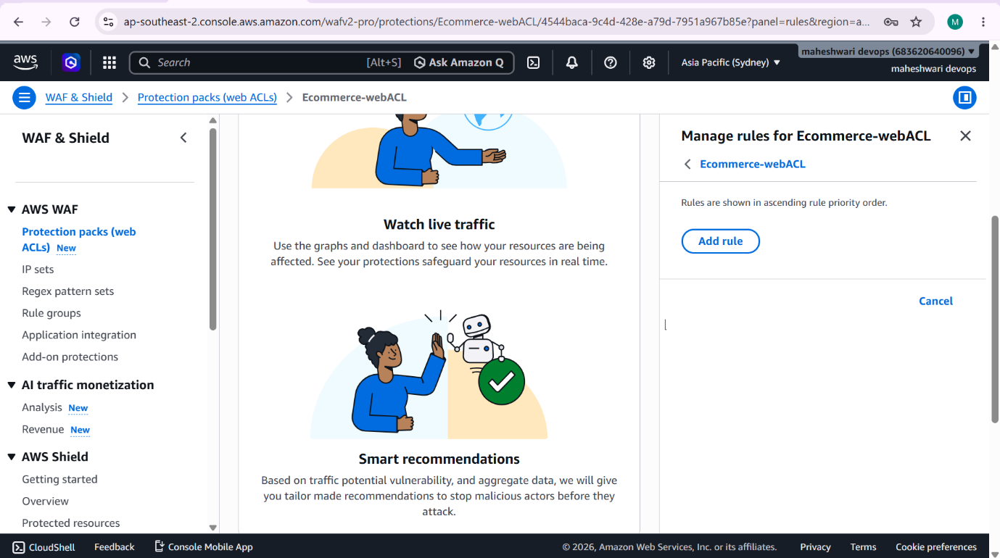 ap-southeast-2.console.aws.amazon.com/wafv2-pro/protections/Ecommerce-webACL/4544baca-9c4d-428e-a79d-7951a967b85e?panel=rules&region=a...
M
aws
Search
[Alt+S]
Ask Amazon Q
Asia Pacific (Sydney) ▼
maheshwari devops (683620640096) ▼
maheshwari devops
WAF & Shield
Protection packs (web ACLs)
Ecommerce-webACL
WAF & Shield
AWS WAF
Protection packs (web
ACLs) New
IP sets
Regex pattern sets
Rule groups
Application integration
Add-on protections
AI traffic monetization
Analysis New
Revenue New
AWS Shield
Getting started
Overview
Protected resources
Watch live traffic
Use the graphs and dashboard to see how your resources are being
affected. See your protections safeguard your resources in real time.
Smart recommendations
Based on traffic potential vulnerability, and aggregate data, we will give
you tailor made recommendations to stop malicious actors before they
attack.
Manage rules for Ecommerce-webACL
Ecommerce-webACL
Rules are shown in ascending rule priority order.
Add rule
Cancel
CloudShell
Feedback
Console Mobile App
© 2026, Amazon Web Services, Inc. or its affiliates.
Privacy
Terms
Cookie preferences